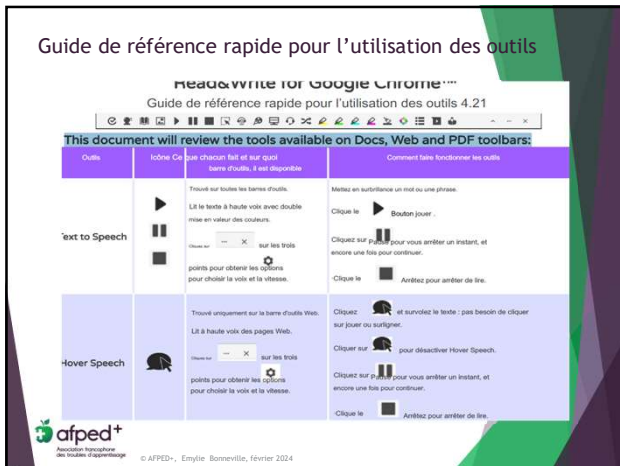 Guide de référence rapide pour l'utilisation des outils
Read&Write for Google Chrome™
Guide de référence rapide pour l'utilisation des outils 4.21
This document will review the tools available on Docs, Web and PDF toolbars:
Outils
Icône Ce que chacun fait et sur quoi
barre d'outils, il est disponible
Comment faire fonctionner les outils
Text to Speech
Trouvé sur toutes les barres d'outils.
Lit le texte à haute voix avec double
mise en valeur des couleurs.
Cliquez sur sur les trois
points pour obtenir les options
pour choisir la voix et la vitesse.
Mettez en surbrillance un mot ou une phrase.
Clique le Bouton jouer .
Cliquez sur Pause pour vous arrêter un instant, et
encore une fois pour continuer.
·Clique le Arrêtez pour arrêter de lire.
Hover Speech
Trouvé uniquement sur la barre d'outils Web.
Lit à haute voix des pages Web.
Cliquez sur sur les trois
points pour obtenir les options
pour choisir la voix et la vitesse.
Cliquez et survolez le texte : pas besoin de cliquer
sur jouer ou surligner.
Cliquer sur pour désactiver Hover Speech.
Cliquez sur Pause pour vous arrêter un instant, et
encore une fois pour continuer.
·Clique le Arrêtez pour arrêter de lire.
afped+
Association francophone
des troubles d'apprentissage
© AFPED+, Emylie Bonneville, février 2024